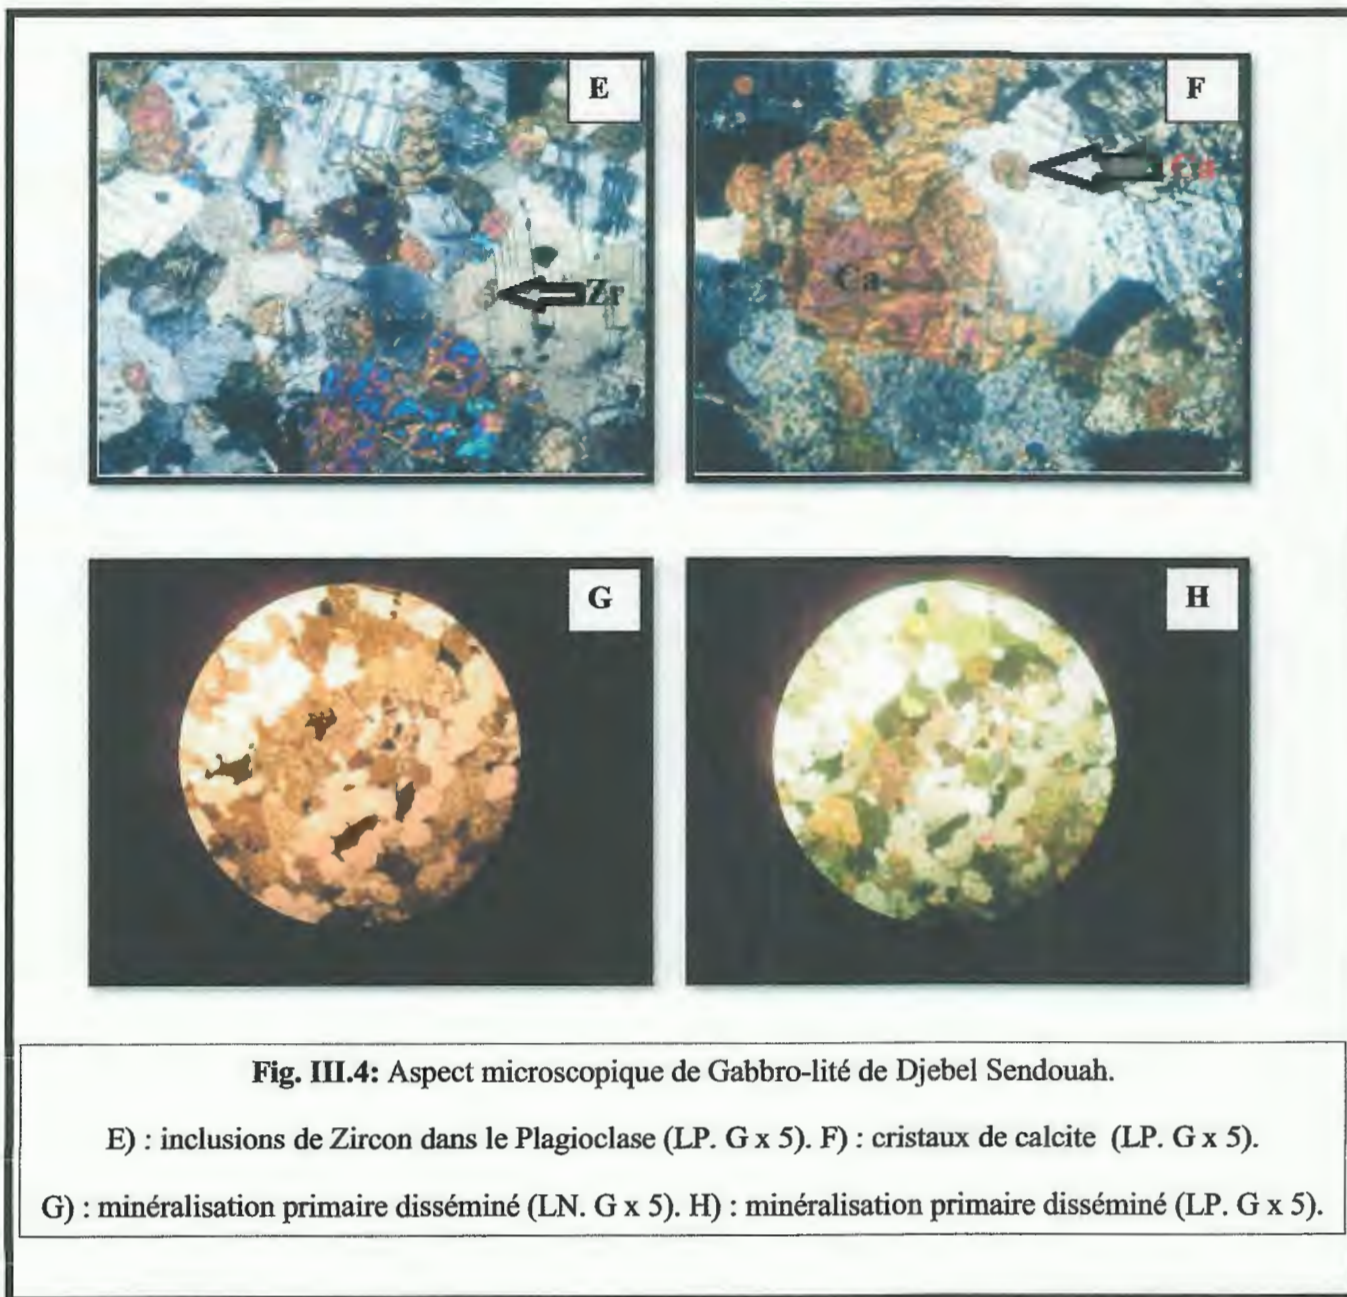 E
F
Ca
Zr
Ca
G
H
Fig. III.4: Aspect microscopique de Gabbro-lité de Djebel Sendouah.
E) : inclusions de Zircon dans le Plagioclase (LP. G x 5). F) : cristaux de calcite (LP. G x 5).
G) : minéralisation primaire disséminé (LN. G x 5). H) : minéralisation primaire disséminé (LP. G x 5).